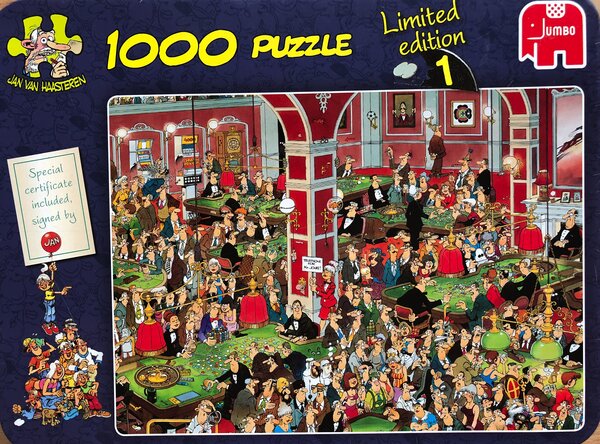 1000 PUZZLE
JAN VAN HAASTEREN
Limited
edition
1
JUMBO
Special
certificate
included,
signed by
JAN